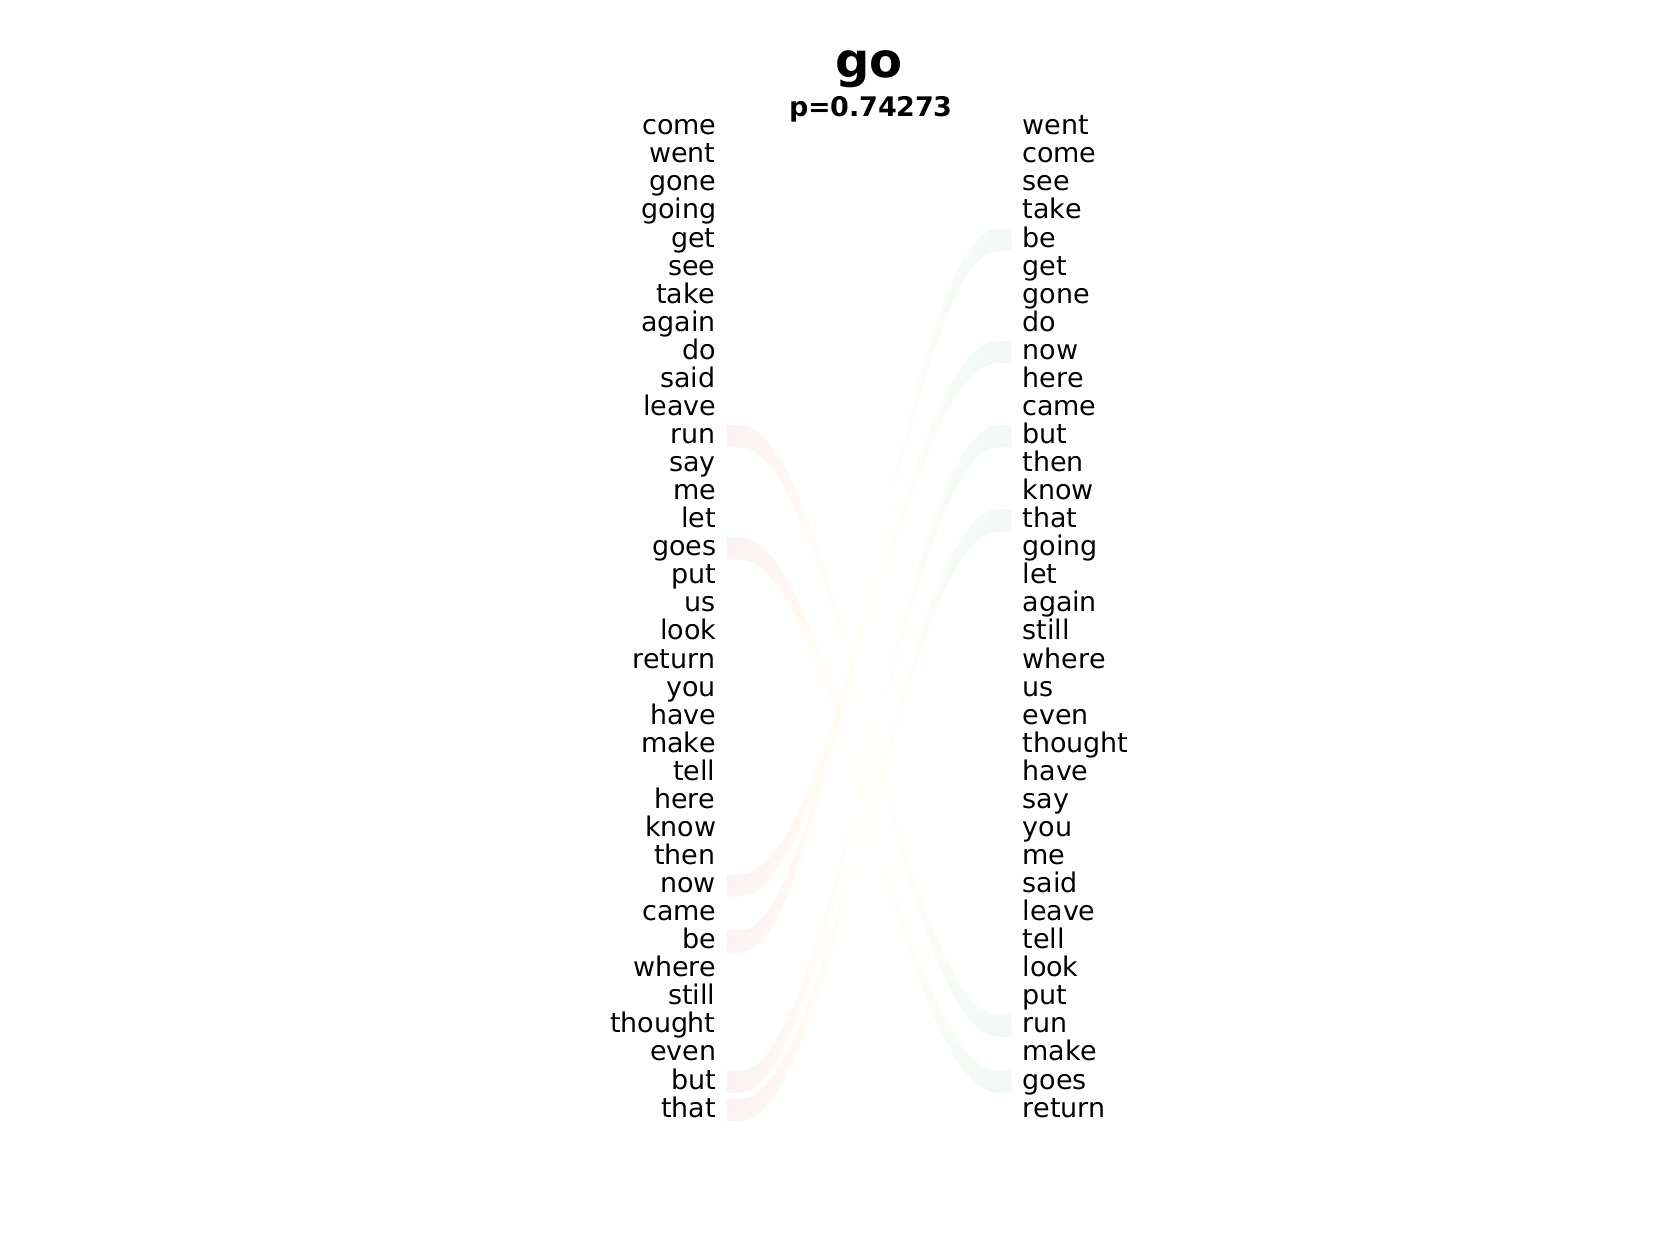 go
p=0.74273
come went
went come
gone see
going take
get be
see get
take gone
again do
do now
said here
leave came
run but
say then
me know
let that
goes going
put let
us again
look still
return where
you us
have even
make thought
tell have
here say
know you
then me
now said
came leave
be tell
where look
still put
thought run
even make
but goes
that return